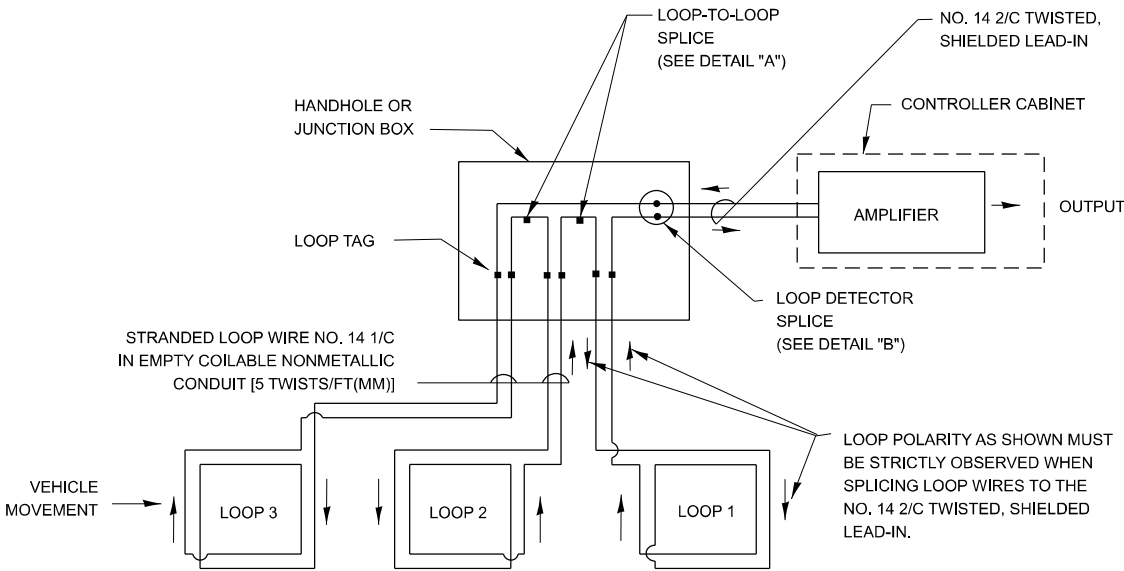 LOOP-TO-LOOP
SPLICE
(SEE DETAIL "A")
NO. 14 2/C TWISTED,
SHIELDED LEAD-IN
HANDHOLE OR
JUNCTION BOX
CONTROLLER CABINET
AMPLIFIER
OUTPUT
LOOP TAG
LOOP DETECTOR
SPLICE
(SEE DETAIL "B")
STRANDED LOOP WIRE NO. 14 1/C
IN EMPTY COILABLE NONMETALLIC
CONDUIT [5 TWISTS/FT(MM)]
LOOP POLARITY AS SHOWN MUST
BE STRICTLY OBSERVED WHEN
SPLICING LOOP WIRES TO THE
NO. 14 2/C TWISTED, SHIELDED
LEAD-IN.
VEHICLE
MOVEMENT
LOOP 3
LOOP 2
LOOP 1